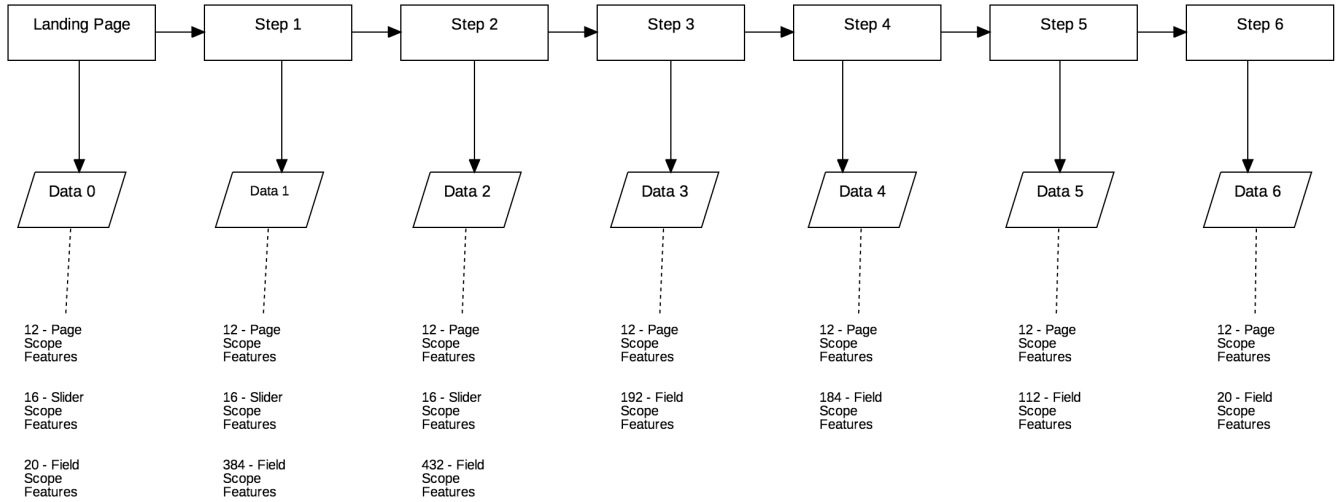 Landing Page
Step 1
Step 2
Step 3
Step 4
Step 5
Step 6
Data 0
Data 1
Data 2
Data 3
Data 4
Data 5
Data 6
12 - Page
Scope
Features
16 - Slider
Scope
Features
20 - Field
Scope
Features
12 - Page
Scope
Features
16 - Slider
Scope
Features
384 - Field
Scope
Features
12 - Page
Scope
Features
16 - Slider
Scope
Features
432 - Field
Scope
Features
12 - Page
Scope
Features
192 - Field
Scope
Features
12 - Page
Scope
Features
184 - Field
Scope
Features
12 - Page
Scope
Features
112 - Field
Scope
Features
12 - Page
Scope
Features
20 - Field
Scope
Features